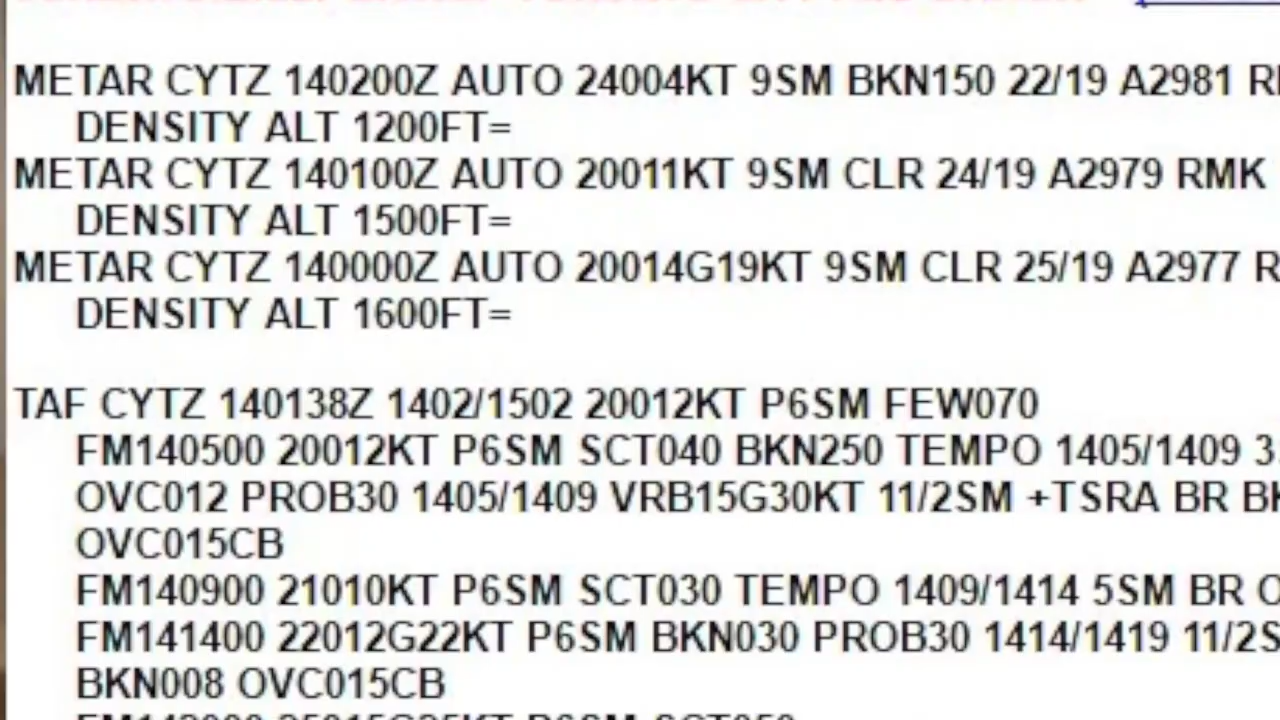 METAR CYTZ 140200Z AUTO 24004KT 9SM BKN150 22/19 A2981
DENSITY ALT 1200FT=
METAR CYTZ 140100Z AUTO 20011KT 9SM CLR 24/19 A2979 RMK
DENSITY ALT 1500FT=
METAR CYTZ 140000Z AUTO 20014G19KT 9SM CLR 25/19 A2977
DENSITY ALT 1600FT=
TAF CYTZ 140138Z 1402/1502 20012KT P6SM FEW070
FM140500 20012KT P6SM SCT040 BKN250 TEMPO 1405/1409
OVC012 PROB30 1405/1409 VRB15G30KT 11/2SM +TSRA BR
OVC015CB
FM140900 21010KT P6SM SCT030 TEMPO 1409/1414 5SM BR
FM141400 22012G22KT P6SM BKN030 PROB30 1414/1419
BKN008 OVC015CB